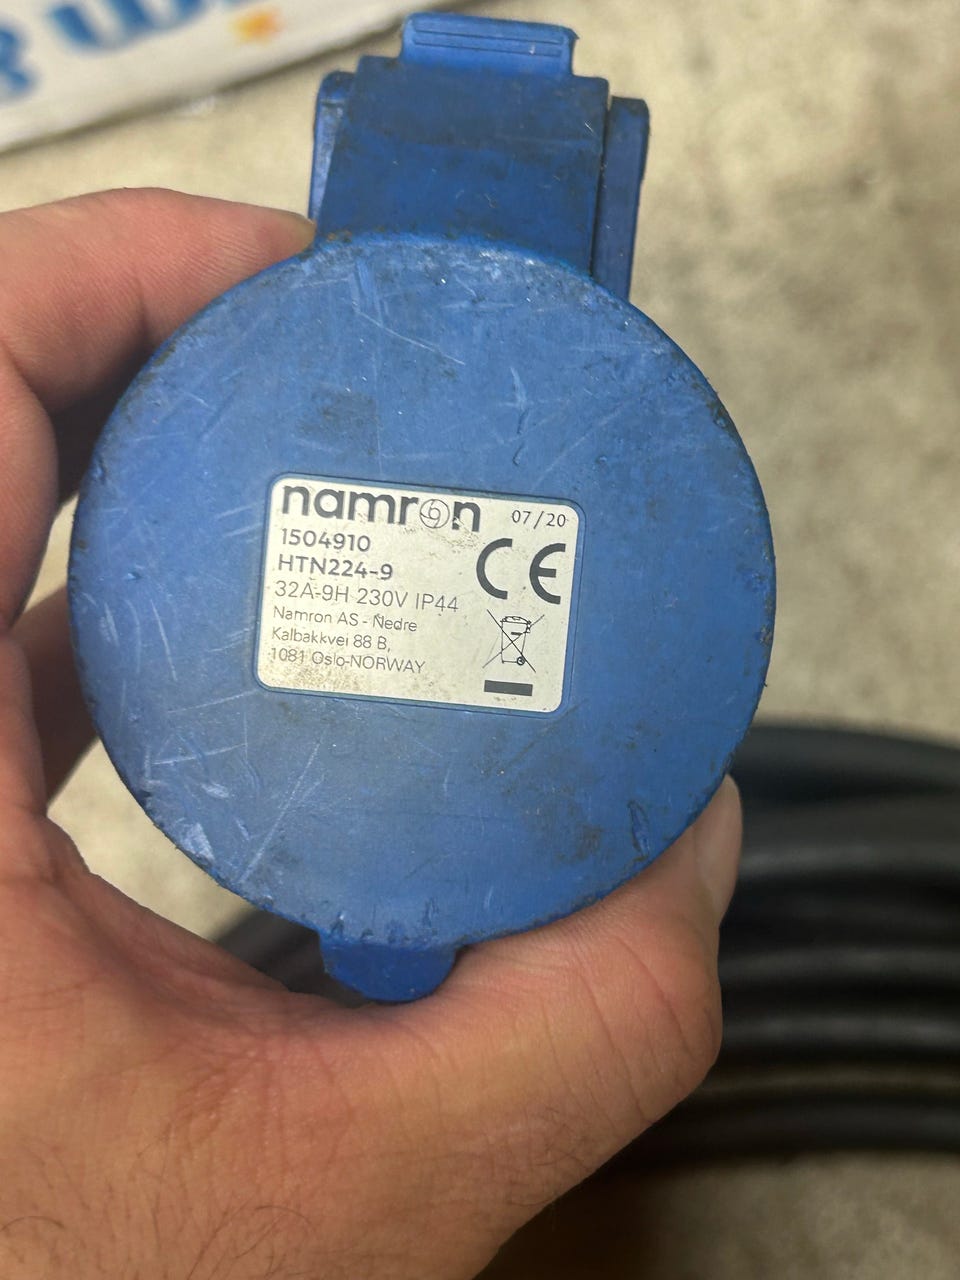 namron 07/20
1504910
HTN224-9
CE
32A-9H 230V IP44
Namron AS - Nedre
Kalbakkvei 88 B,
1081 Oslo-NORWAY